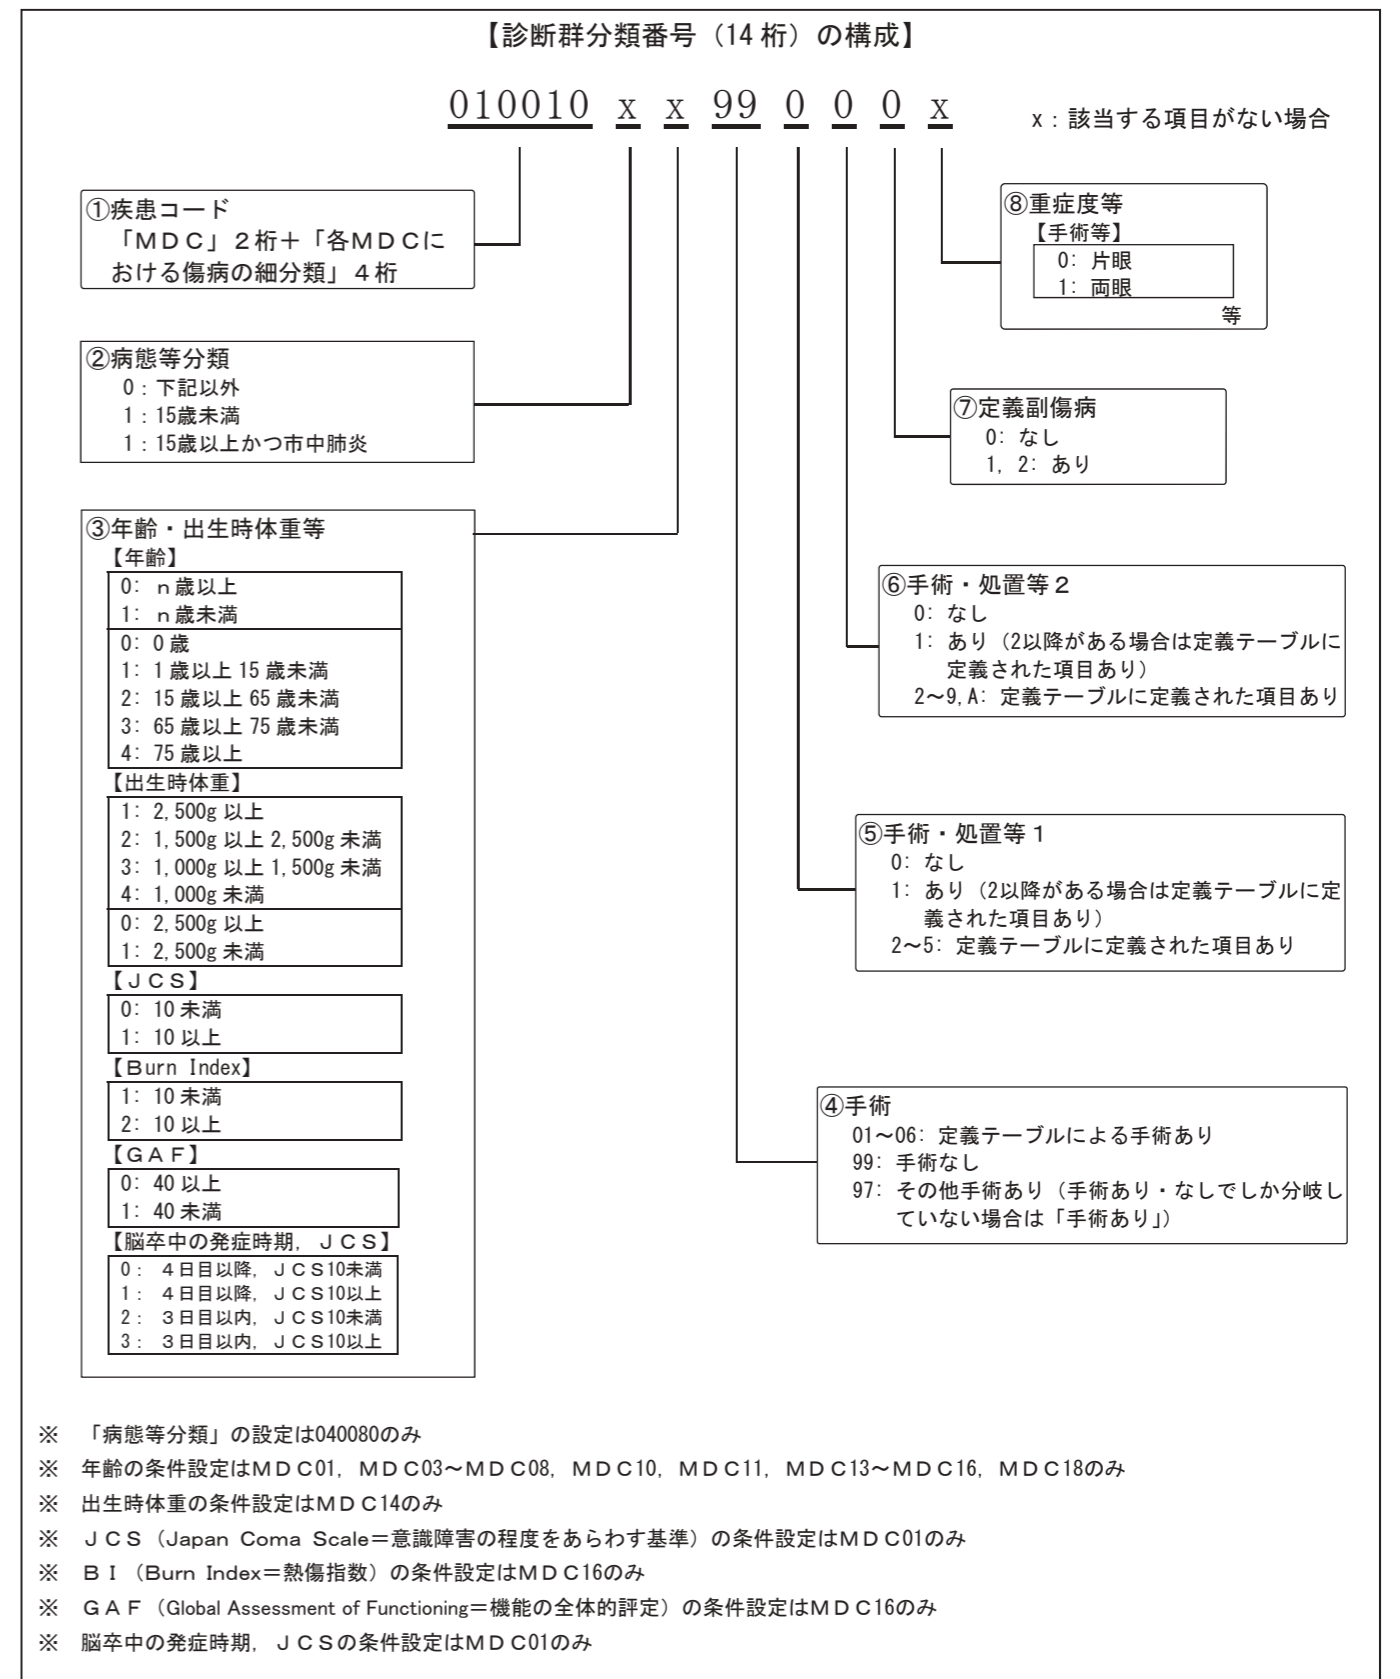 【診断群分類番号（14桁）の構成】
010010 x x 99 0 0 0 x
x：該当する項目がない場合
①疾患コード
「ＭＤＣ」２桁＋「各ＭＤＣに
おける傷病の細分類」４桁
②病態等分類
0：下記以外
1：15歳未満
1：15歳以上かつ市中肺炎
③年齢・出生時体重等
【年齢】
0: ｎ歳以上
1: ｎ歳未満
0: 0歳
1: 1歳以上15歳未満
2: 15歳以上65歳未満
3: 65歳以上75歳未満
4: 75歳以上
【出生時体重】
1: 2,500g以上
2: 1,500g以上2,500g未満
3: 1,000g以上1,500g未満
4: 1,000g未満
0: 2,500g以上
1: 2,500g未満
【ＪＣＳ】
0: 10未満
1: 10以上
【Burn Index】
1: 10未満
2: 10以上
【ＧＡＦ】
0: 40以上
1: 40未満
【脳卒中の発症時期，ＪＣＳ】
0： ４日目以降，ＪＣＳ10未満
1： ４日目以降，ＪＣＳ10以上
2： ３日目以内，ＪＣＳ10未満
3： ３日目以内，ＪＣＳ10以上
⑧重症度等
【手術等】
0: 片眼
1: 両眼
等
⑦定義副傷病
0: なし
1, 2: あり
⑥手術・処置等２
0: なし
1: あり（2以降がある場合は定義テーブルに
定義された項目あり）
2～9,A: 定義テーブルに定義された項目あり
⑤手術・処置等１
0: なし
1: あり（2以降がある場合は定義テーブルに定
義された項目あり）
2～5: 定義テーブルに定義された項目あり
④手術
01～06: 定義テーブルによる手術あり
99: 手術なし
97: その他手術あり（手術あり・なしでしか分岐し
ていない場合は「手術あり」）
※ 「病態等分類」の設定は040080のみ
※ 年齢の条件設定はＭＤＣ01，ＭＤＣ03～ＭＤＣ08，ＭＤＣ10，ＭＤＣ11，ＭＤＣ13～ＭＤＣ16，ＭＤＣ18のみ
※ 出生時体重の条件設定はＭＤＣ14のみ
※ ＪＣＳ（Japan Coma Scale＝意識障害の程度をあらわす基準）の条件設定はＭＤＣ01のみ
※ ＢＩ（Burn Index＝熱傷指数）の条件設定はＭＤＣ16のみ
※ ＧＡＦ（Global Assessment of Functioning＝機能の全体的評定）の条件設定はＭＤＣ16のみ
※ 脳卒中の発症時期，ＪＣＳの条件設定はＭＤＣ01のみ